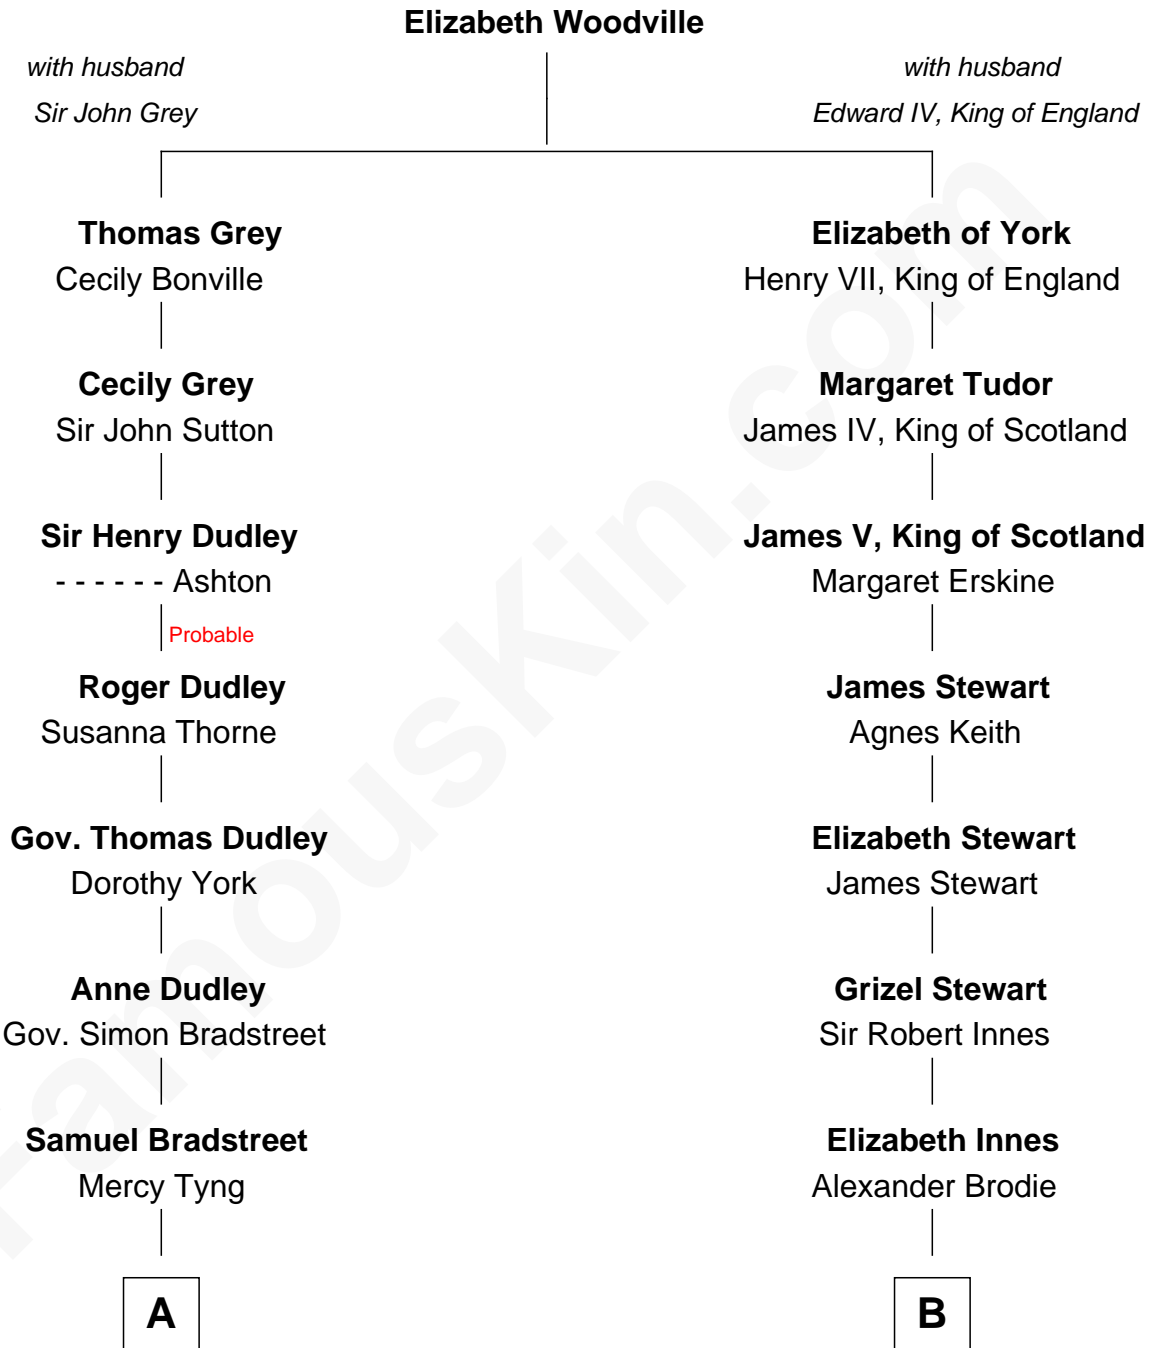 Elizabeth Woodville
with husband
Sir John Grey
with husband
Edward IV, King of England
Thomas Grey
Cecily Bonville
Elizabeth of York
Henry VII, King of England
Cecily Grey
Sir John Sutton
Margaret Tudor
James IV, King of Scotland
Sir Henry Dudley
- - - - - - Ashton
Probable
James V, King of Scotland
Margaret Erskine
Roger Dudley
Susanna Thorne
James Stewart
Agnes Keith
Gov. Thomas Dudley
Dorothy York
Elizabeth Stewart
James Stewart
Anne Dudley
Gov. Simon Bradstreet
Grizel Stewart
Sir Robert Innes
Samuel Bradstreet
Mercy Tyng
Elizabeth Innes
Alexander Brodie
A
B
FamousKin.com